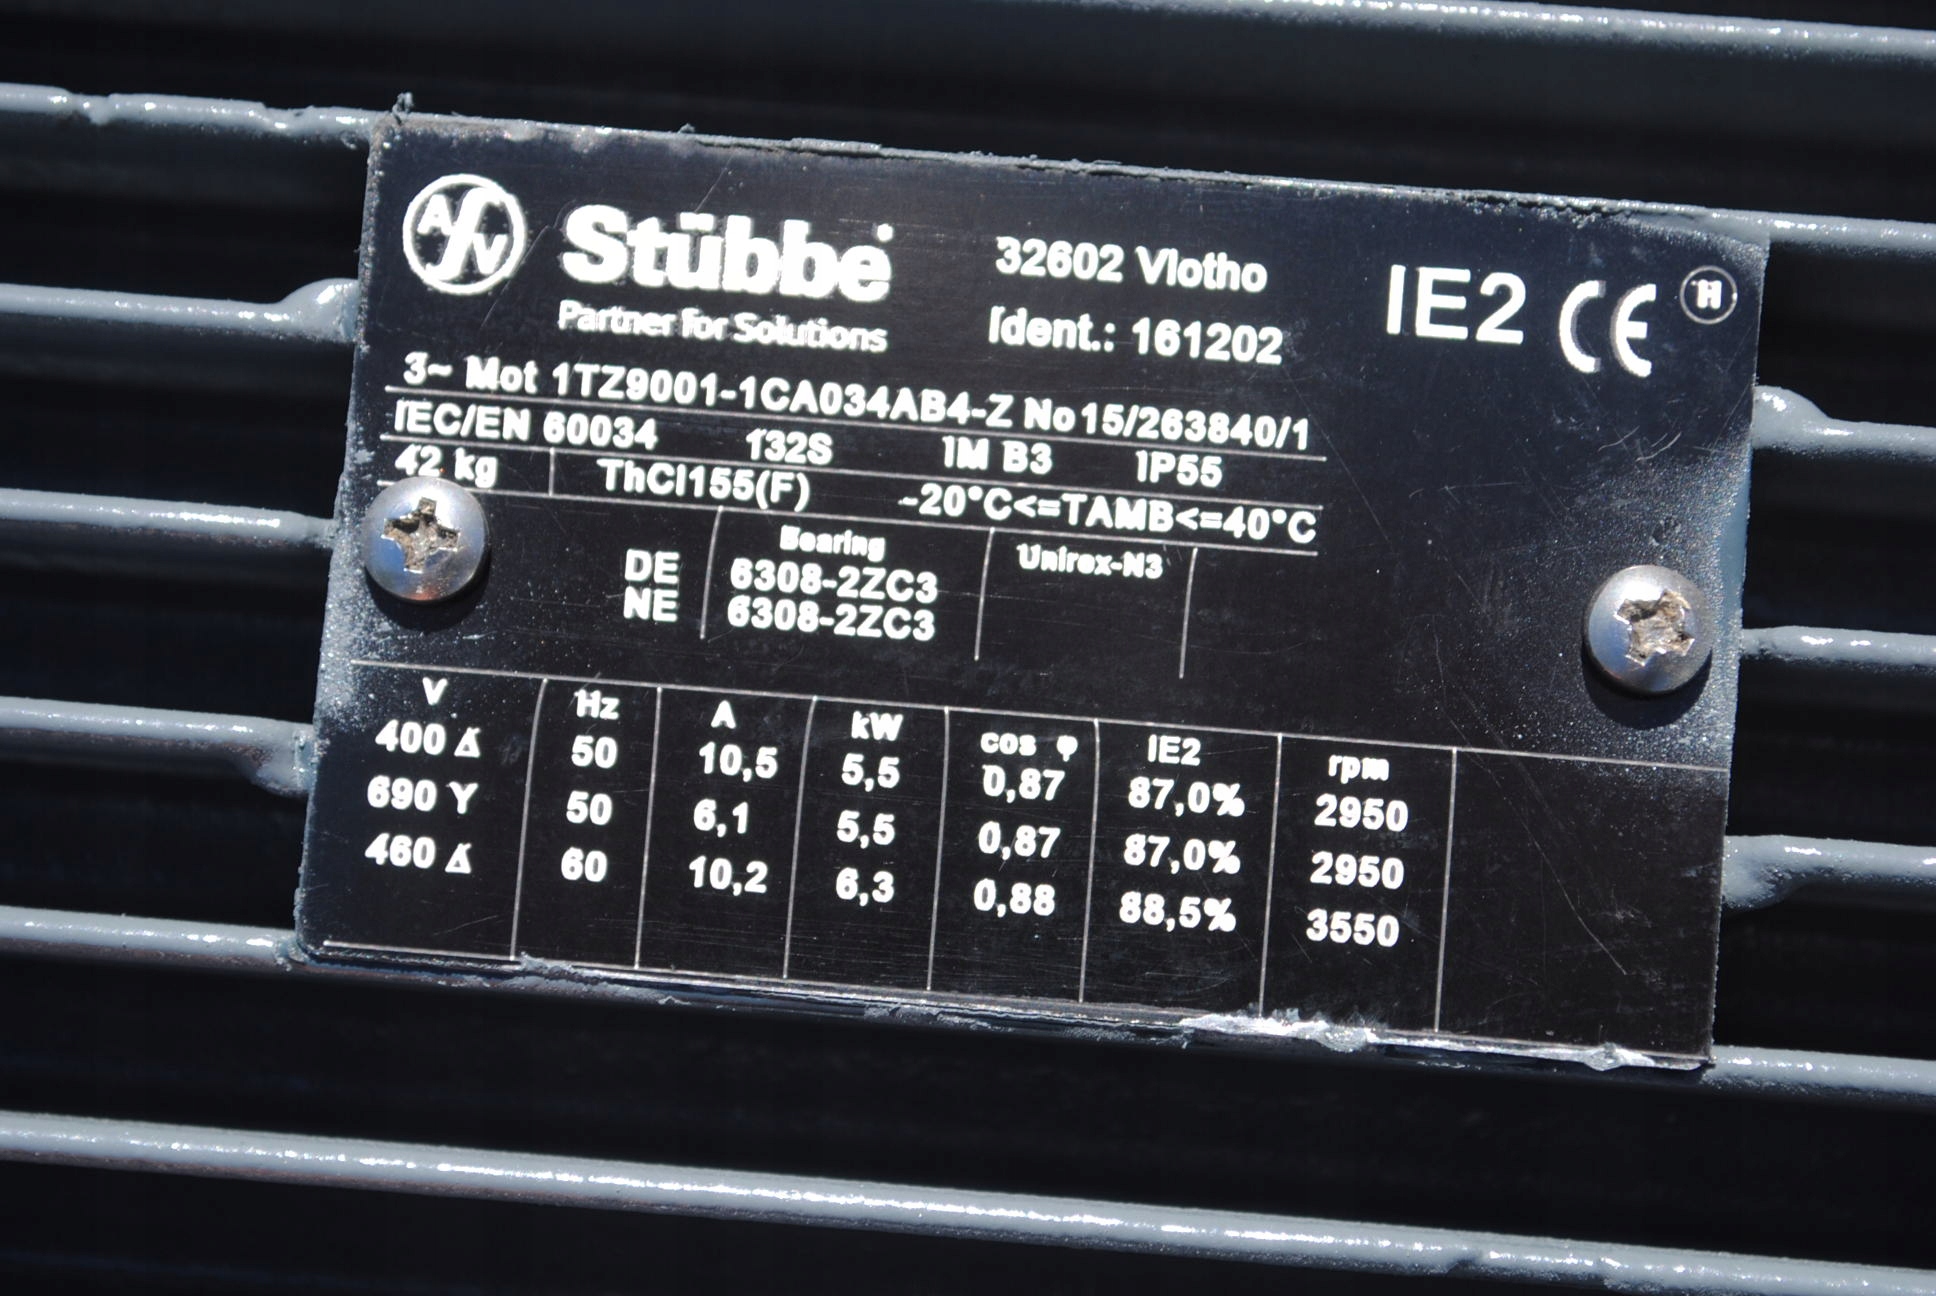 ASV Stübbe
Partner for Solutions
32602 Vlotho
Ident.: 161202
IE2 CE H
3~ Mot 1TZ9001-1CA034AB4-Z No 15/263840/1
IEC/EN 60034 132S IM B3 IP55
42 kg ThCl155(F) -20°C<=TAMB<=40°C
Bearing Unirex-N3
DE 6308-2ZC3
NE 6308-2ZC3
V Hz A kW cos φ IE2 rpm
400 Δ 50 10,5 5,5 0,87 87,0% 2950
690 Y 50 6,1 5,5 0,87 87,0% 2950
460 Δ 60 10,2 6,3 0,88 88,5% 3550